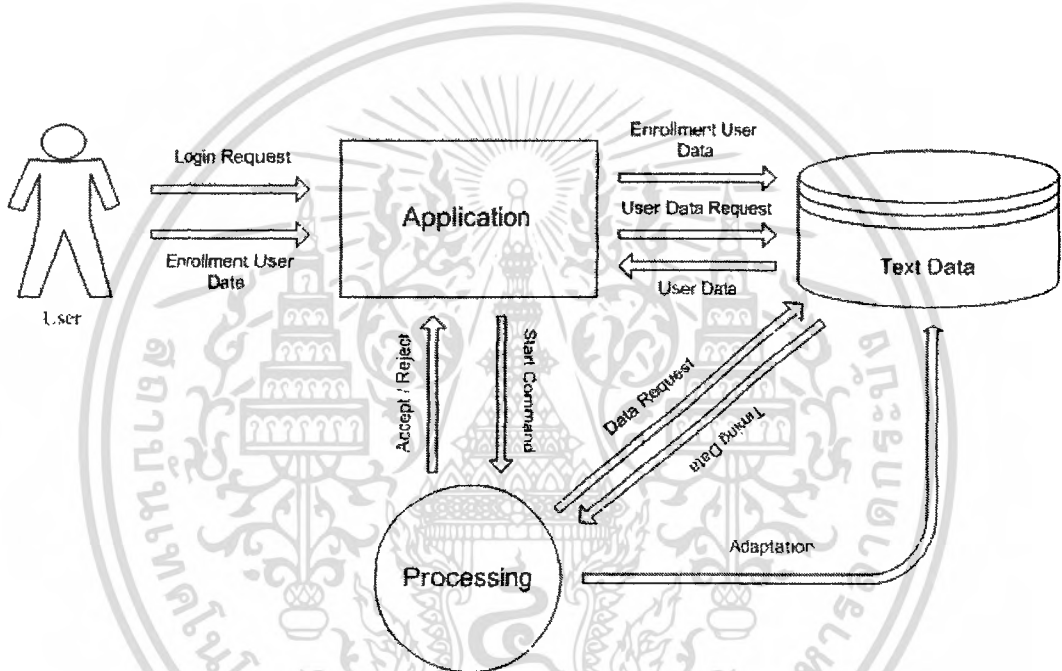 Login Request
Enrollment User
Date
User
Application
Enrollment User
Data
User Data Request
User Data
Text Data
Accept / Reject
Start Command
Data Request
Timing Data
Processing
Adaptation